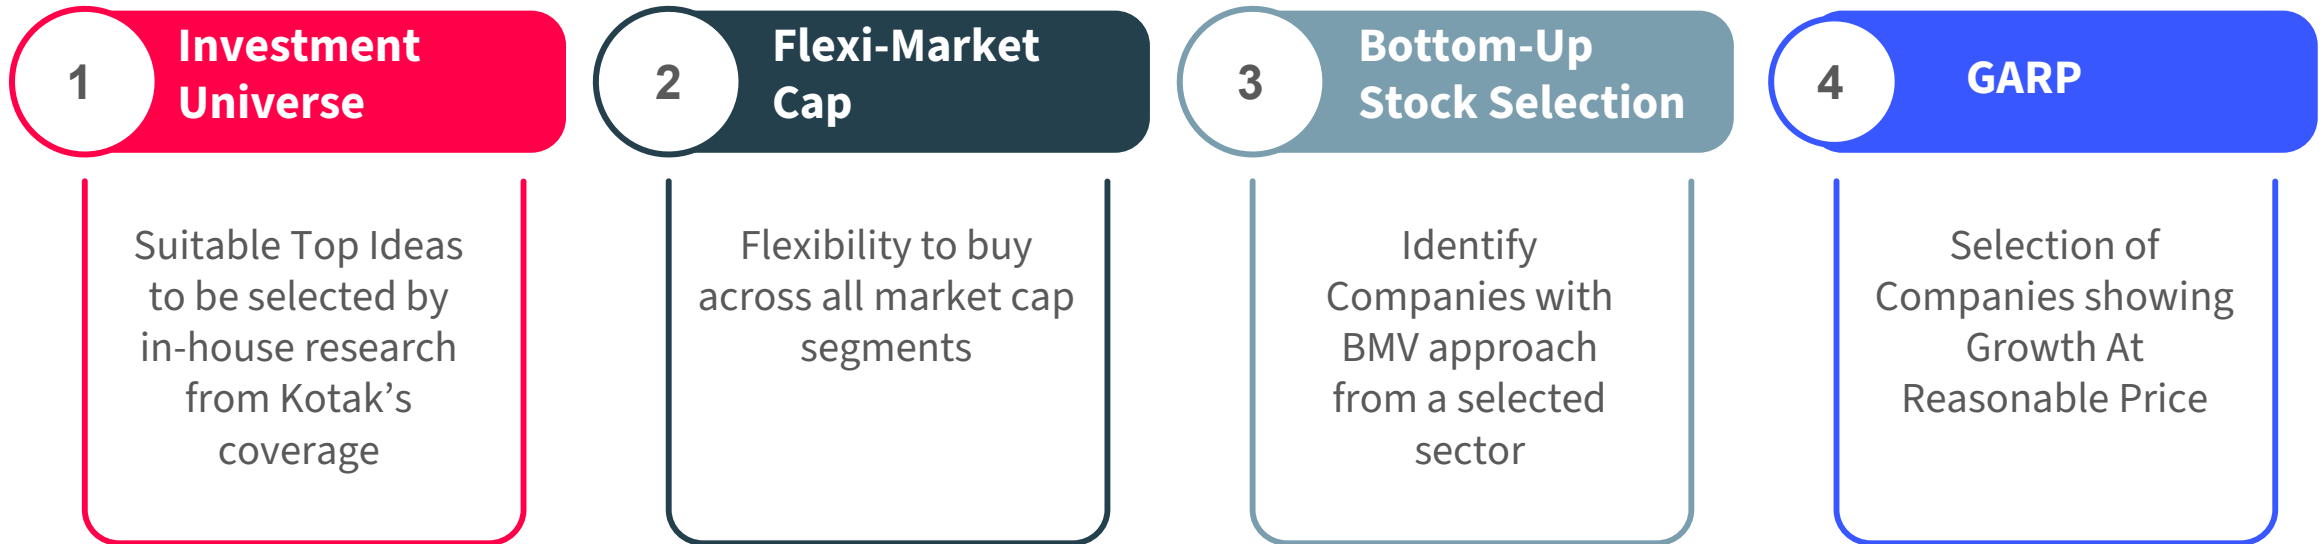 1
Investment
Universe
Suitable Top Ideas
to be selected by
in-house research
from Kotak’s
coverage
2
Flexi-Market
Cap
Flexibility to buy
across all market cap
segments
3
Bottom-Up
Stock Selection
Identify
Companies with
BMV approach
from a selected
sector
4
GARP
Selection of
Companies showing
Growth At
Reasonable Price